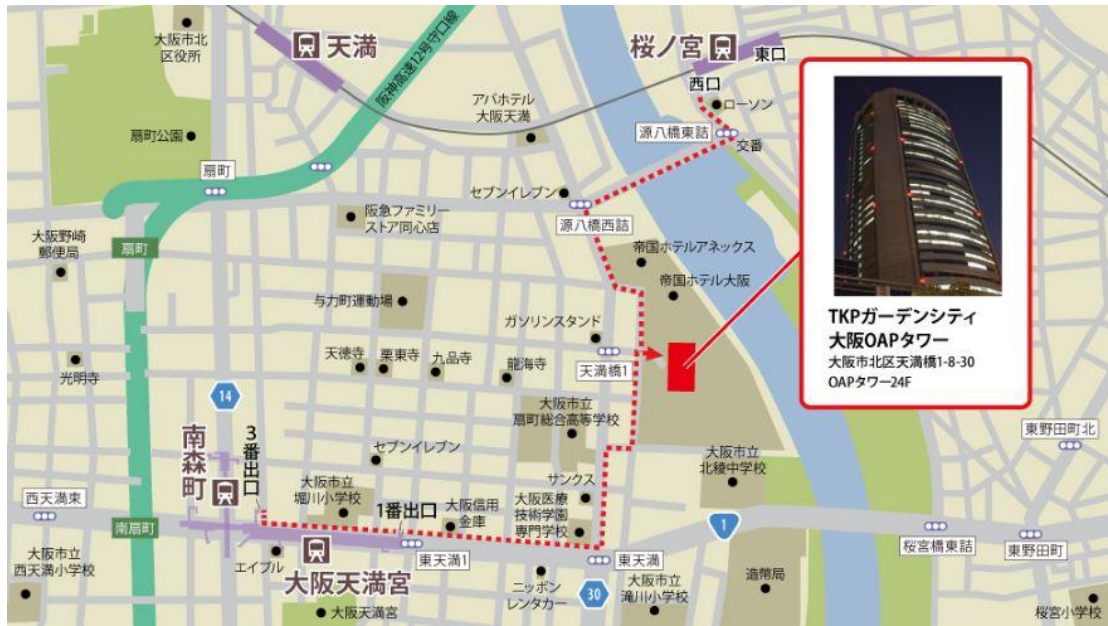 大阪市北
区役所
天満
阪神高速12号守口線
桜ノ宮
東口
西口
ローソン
アパホテル
大阪天満
源八橋東詰
交番
扇町公園
扇町
セブンイレブン
阪急ファミリー
ストア同心店
源八橋西詰
大阪野崎
郵便局
扇町
帝国ホテルアネックス
帝国ホテル大阪
与力町運動場
ガソリンスタンド
TKPガーデンシティ
大阪OAPタワー
大阪市北区天満橋1-8-30
OAPタワー24F
天徳寺
栗東寺
九品寺
龍海寺
天満橋1
光明寺
14
大阪市立
扇町総合高等学校
南森町
3番出口
セブンイレブン
東野田町北
大阪市立
北稜中学校
サンクス
西天満東
大阪市立
堀川小学校
1番出口
大阪信用
金庫
大阪医療
技術学園
専門学校
南扇町
1
桜宮橋東詰
東野田町
大阪市立
西天満小学校
エイブル
大阪天満宮
東天満1
東天満
ニッポン
レンタカー
30
大阪市立
滝川小学校
造幣局
大阪天満宮
桜宮小学校